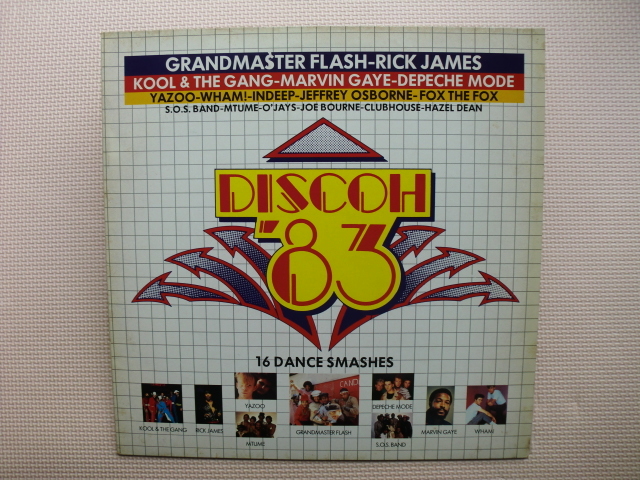 GRANDMASTER FLASH-RICK JAMES
KOOL & THE GANG-MARVIN GAYE-DEPECHE MODE
YAZOO-WHAM!-INDEEP-JEFFREY OSBORNE-FOX THE FOX
S.O.S. BAND-MTUME-O'JAYS-JOE BOURNE-CLUBHOUSE-HAZEL DEAN
DISCOH
'83
16 DANCE SMASHES
CANDI
KOOL & THE GANG
RICK JAMES
YAZOO
MTUME
GRANDMASTER FLASH
DEPECHE MODE
S.O.S. BAND
MARVIN GAYE
WHAM!